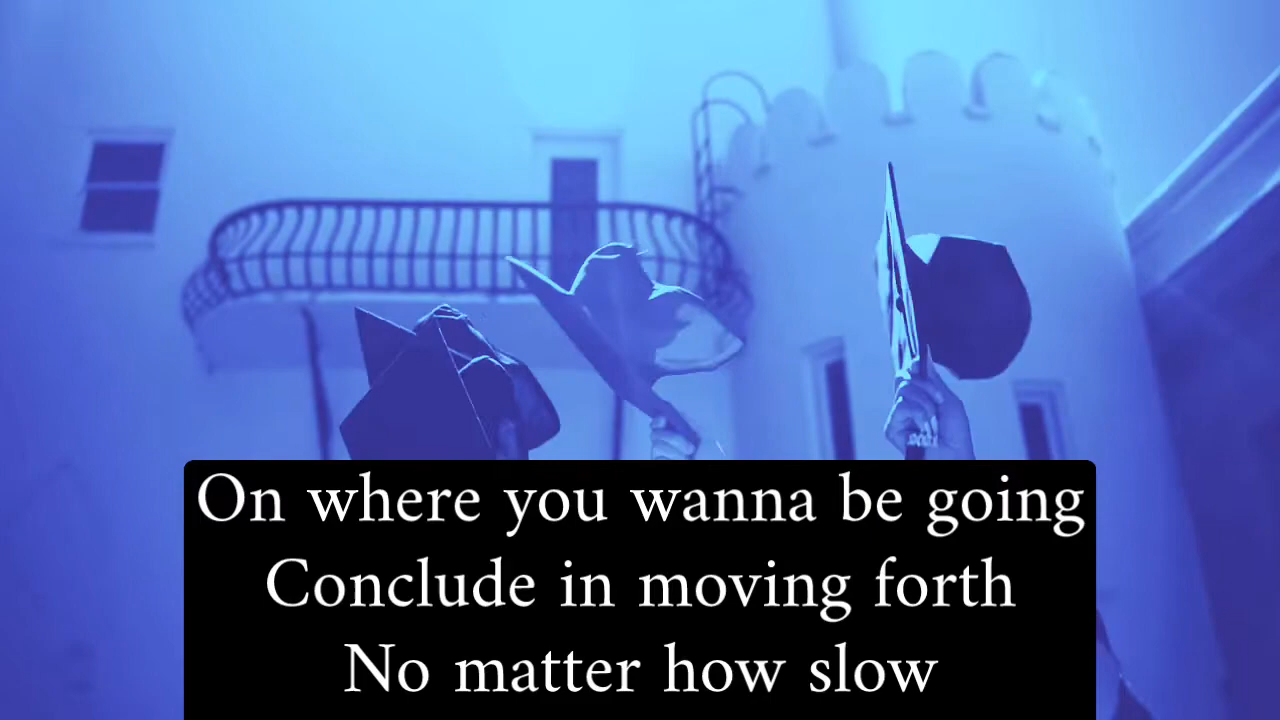 On where you wanna be going
Conclude in moving forth
No matter how slow